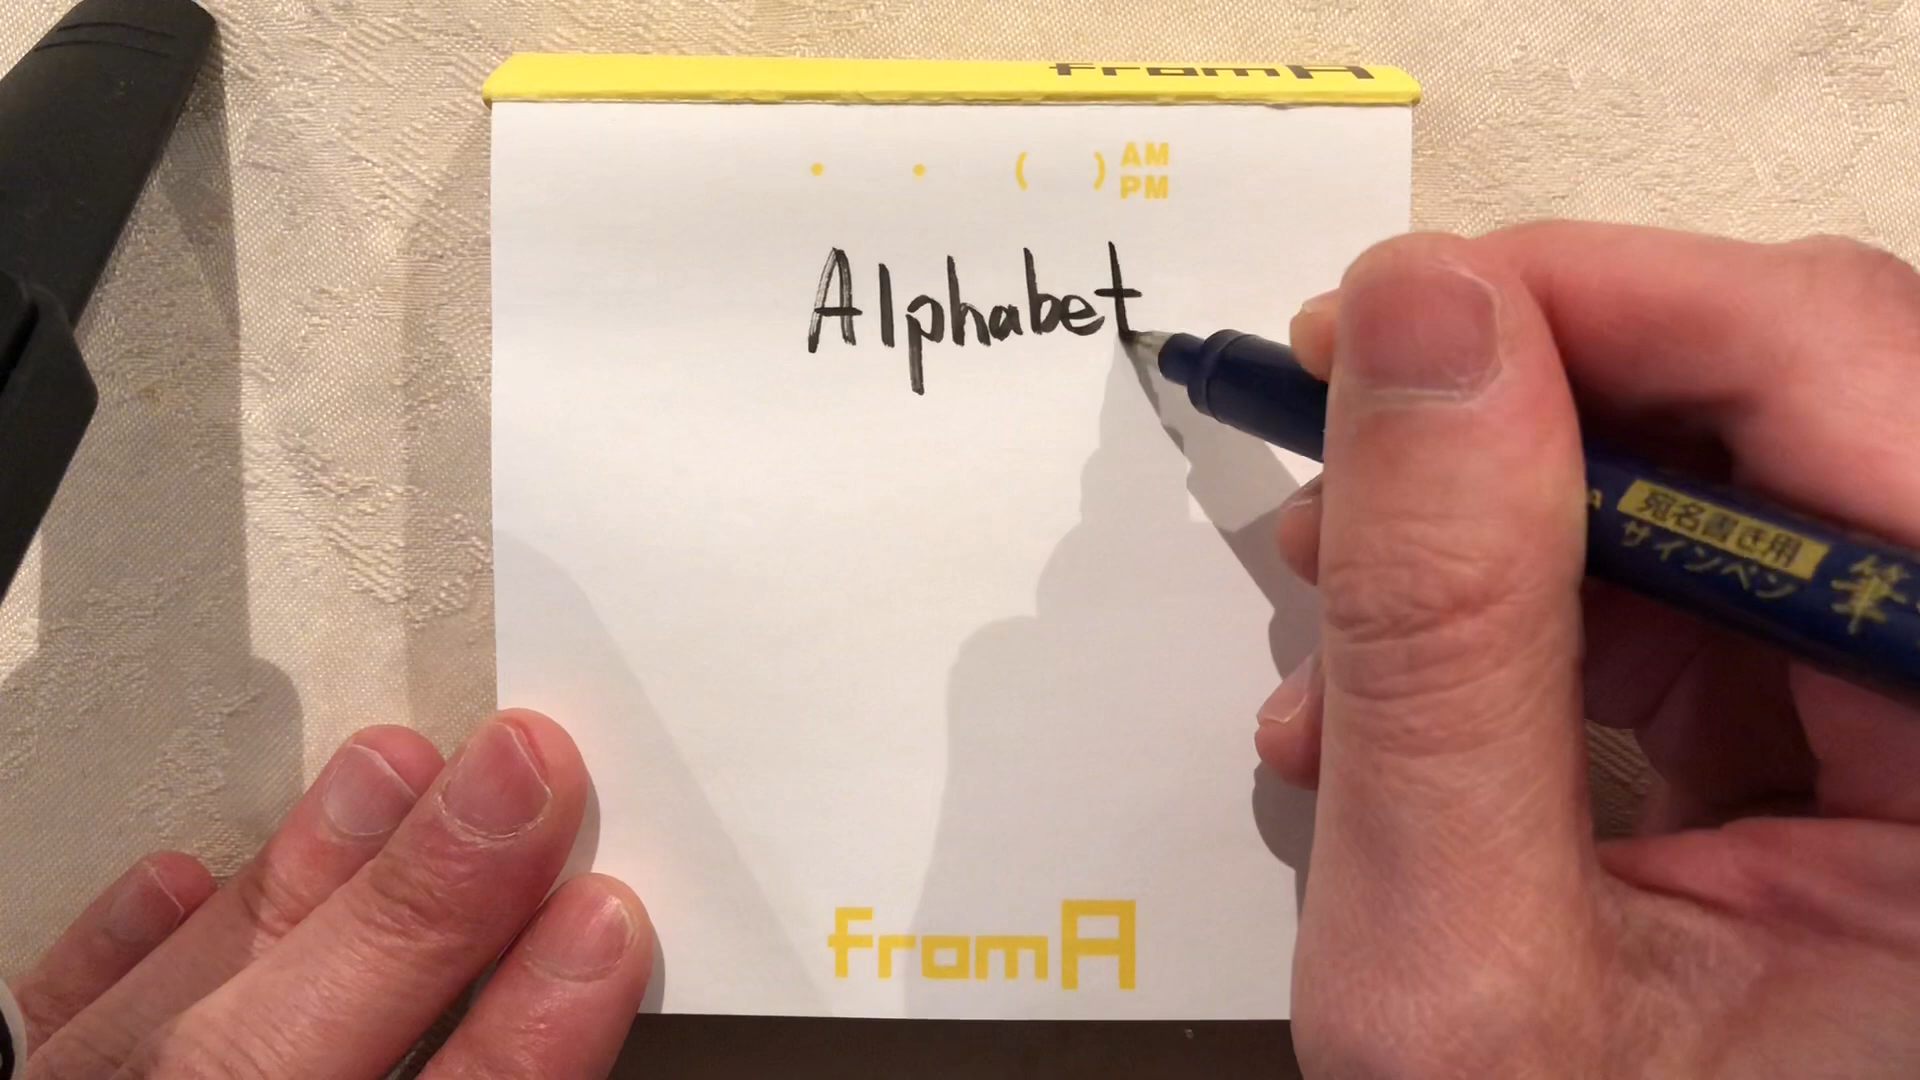 fromA
• • ( ) AM
PM
Alphabet
宛名書き用
サインペン
筆
fromA